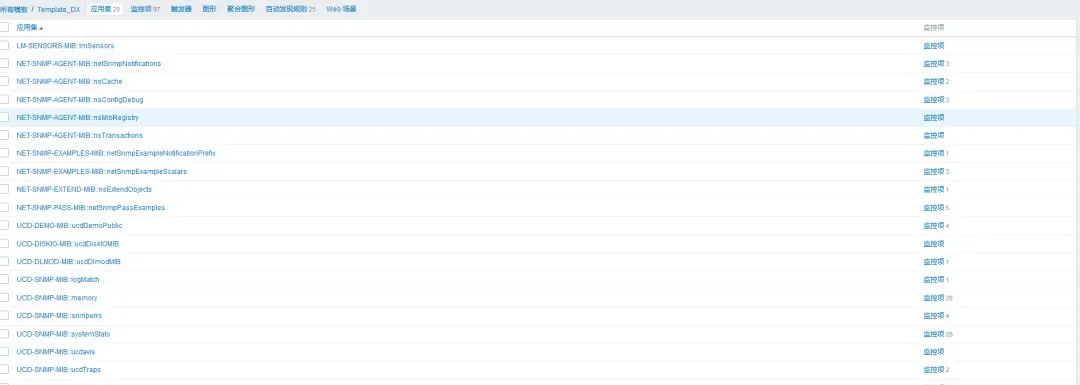 所有模板 / Template_DX 应用集 20 监控项 97 触发器 图形 聚合图形 自动发现规则 25 Web 场景
应用集 监控项
LM-SENSORS-MIB::lmSensors 监控项
NET-SNMP-AGENT-MIB::netSnmpNotifications 监控项 3
NET-SNMP-AGENT-MIB::nsCache 监控项 2
NET-SNMP-AGENT-MIB::nsConfigDebug 监控项 3
NET-SNMP-AGENT-MIB::nsMibRegistry 监控项
NET-SNMP-AGENT-MIB::nsTransactions 监控项
NET-SNMP-EXAMPLES-MIB::netSnmpExampleNotificationPrefix 监控项 1
NET-SNMP-EXAMPLES-MIB::netSnmpExampleScalars 监控项 3
NET-SNMP-EXTEND-MIB::nsExtendObjects 监控项 1
NET-SNMP-PASS-MIB::netSnmpPassExamples 监控项 5
UCD-DEMO-MIB::ucdDemoPublic 监控项 4
UCD-DISKIO-MIB::ucdDiskIOMIB 监控项
UCD-DLMOD-MIB::ucdDlmodMIB 监控项 1
UCD-SNMP-MIB::logMatch 监控项 1
UCD-SNMP-MIB::memory 监控项 28
UCD-SNMP-MIB::snmperrs 监控项 4
UCD-SNMP-MIB::systemStats 监控项 28
UCD-SNMP-MIB::ucdavis 监控项
UCD-SNMP-MIB::ucdTraps 监控项 2